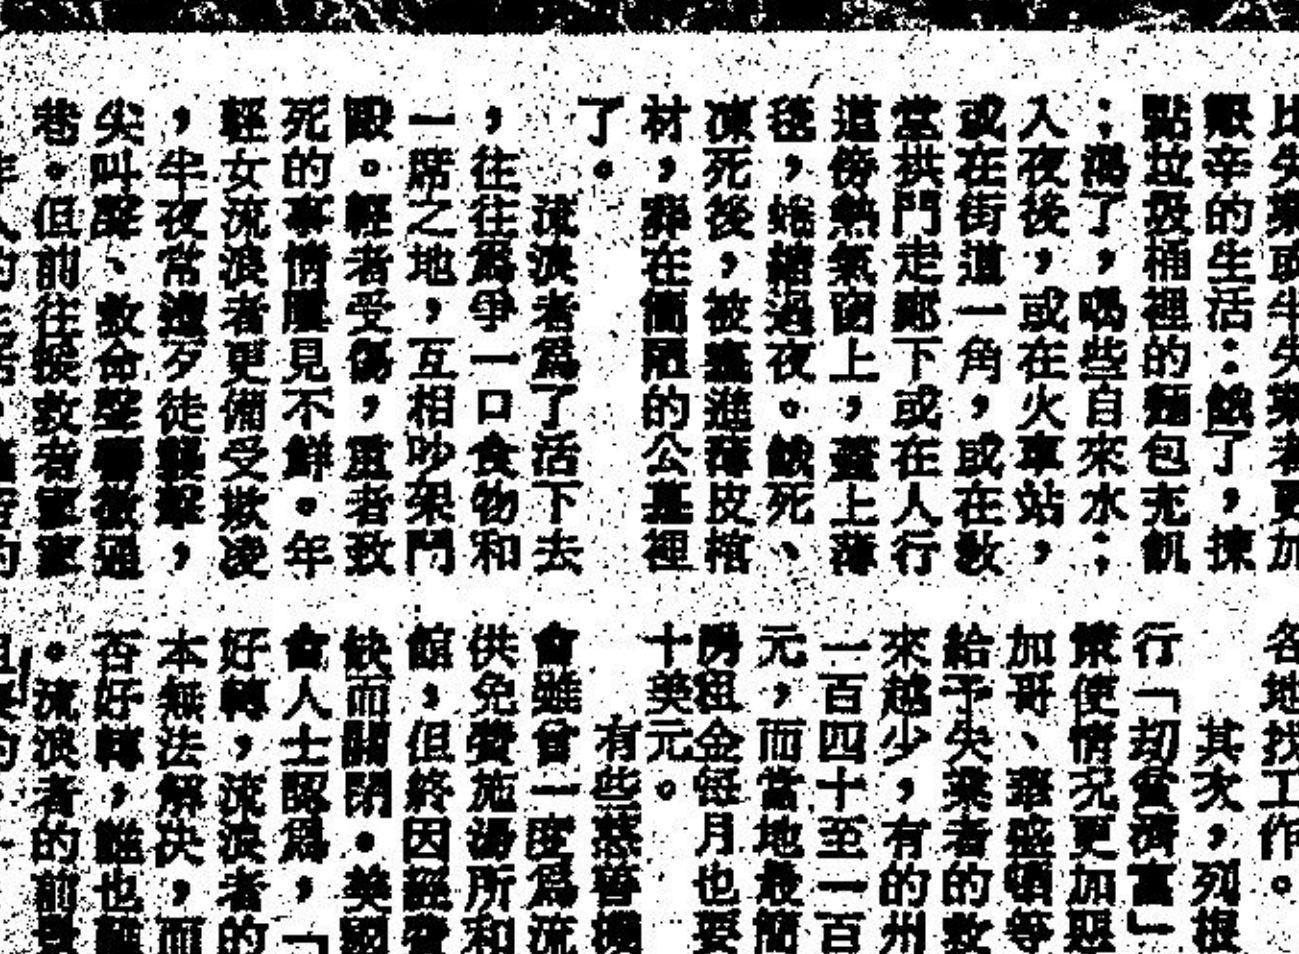 比失業或半失業者更加
艱辛的生活：餓了，揀
點垃圾桶裡的麵包充飢
；渴了，喝些自來水；
入夜後，或在火車站，
或在街道一角，或在教
堂拱門走廊下或在人行
道傍熱氣窗上，蓋上薄
毯，蜷縮過夜。餓死、
凍死後，被塞進薄皮棺
材，葬在簡陋的公墓裡
了。
流浪者爲了活下去
，往往爲爭一口食物和
一席之地，互相吵架鬥
毆。輕者受傷，重者致
死的事情屢見不鮮。年
輕女流浪者更備受欺凌
，半夜常遭歹徒襲擊，
尖叫聲、救命聲響徹通
巷。但前往援救者寥寥
各地找工作。
其次，列根
行「刧貧濟富」
策使情况更加惡
加哥、華盛頓等
給予失業者的救
來越少，有的州
一百四十至一百
元，而當地最簡
房租金每月也要
十美元。
有些慈善機
會雖曾一度爲流
供免費施湯所和
館，但終因經費
缺而關閉。美國
會人士認爲，「
好轉，流浪者的
本無法解决，而
否好轉，誰也難
。流浪者的前景